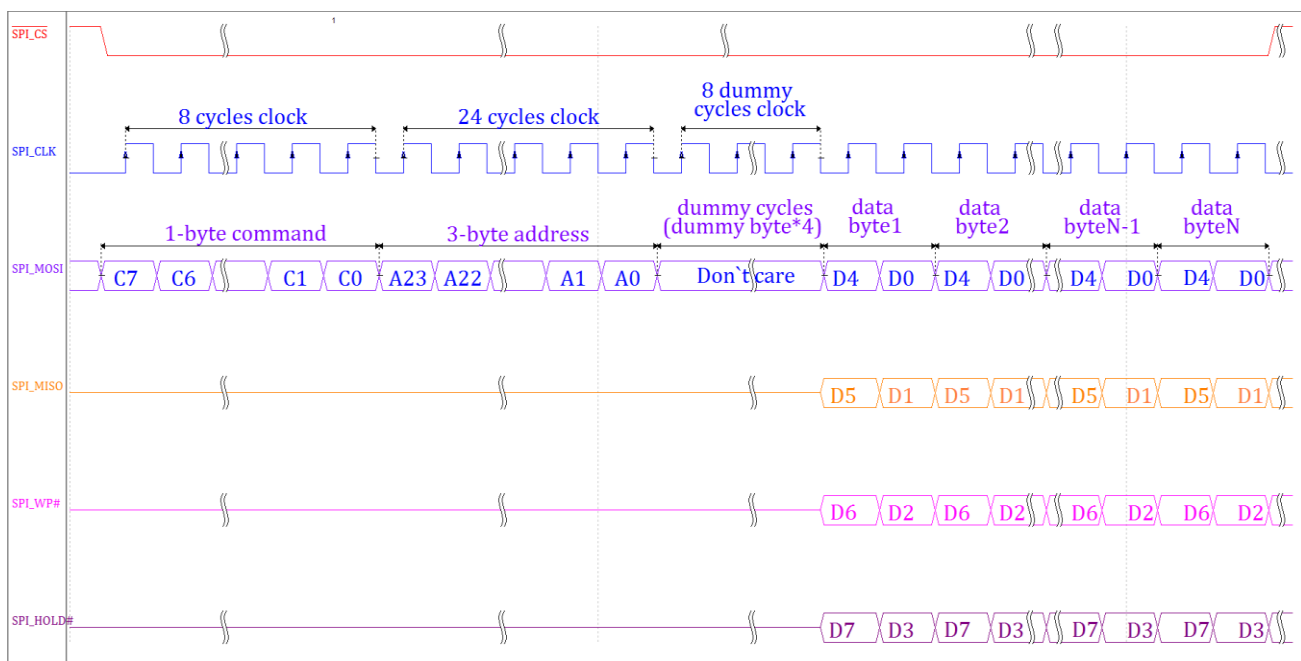 1
SPI_CS
8 cycles clock
24 cycles clock
8 dummy
cycles clock
SPI_CLK
1-byte command
3-byte address
dummy cycles
(dummy byte*4)
data
byte1
data
byte2
data
byteN-1
data
byteN
SPI_MOSI
C7 C6 C1 C0 A23 A22 A1 A0 Don`t care D4 D0 D4 D0 D4 D0 D4 D0
SPI_MISO
D5 D1 D5 D1 D5 D1 D5 D1
SPI_WP#
D6 D2 D6 D2 D6 D2 D6 D2
SPI_HOLD#
D7 D3 D7 D3 D7 D3 D7 D3